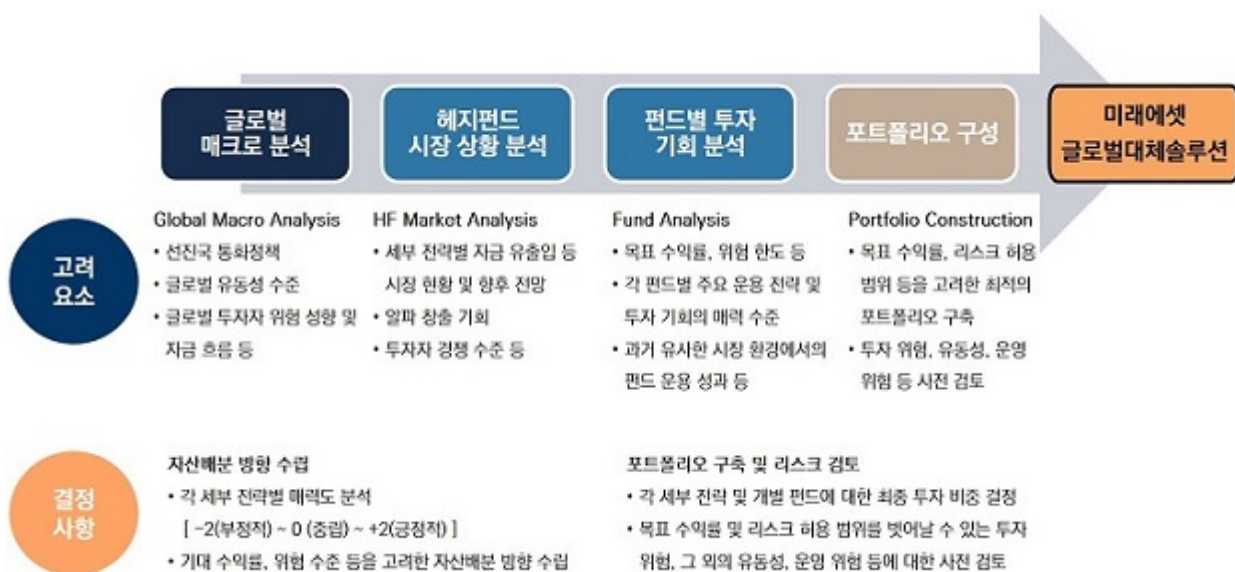 글로벌
매크로 분석
헤지펀드
시장 상황 분석
펀드별 투자
기회 분석
포트폴리오 구성
미래에셋
글로벌대체솔루션
고려
요소
Global Macro Analysis
• 선진국 통화정책
• 글로벌 유동성 수준
• 글로벌 투자자 위험 성향 및
자금 흐름 등
HF Market Analysis
• 세부 전략별 자금 유출입 등
시장 현황 및 향후 전망
• 알파 창출 기회
• 투자자 경쟁 수준 등
Fund Analysis
• 목표 수익률, 위험 한도 등
• 각 펀드별 주요 운용 전략 및
투자 기회의 매력 수준
• 과거 유사한 시장 환경에서의
펀드 운용 성과 등
Portfolio Construction
• 목표 수익률, 리스크 허용
범위 등을 고려한 최적의
포트폴리오 구축
• 투자 위험, 유동성, 운영
위험 등 사전 검토
결정
사항
자산배분 방향 수립
• 각 세부 전략별 매력도 분석
[ -2(부정적) ~ 0 (중립) ~ +2(긍정적) ]
• 기대 수익률, 위험 수준 등을 고려한 자산배분 방향 수립
포트폴리오 구축 및 리스크 검토
• 각 세부 전략 및 개별 펀드에 대한 최종 투자 비중 결정
• 목표 수익률 및 리스크 허용 범위를 벗어날 수 있는 투자
위험, 그 외의 유동성, 운영 위험 등에 대한 사전 검토